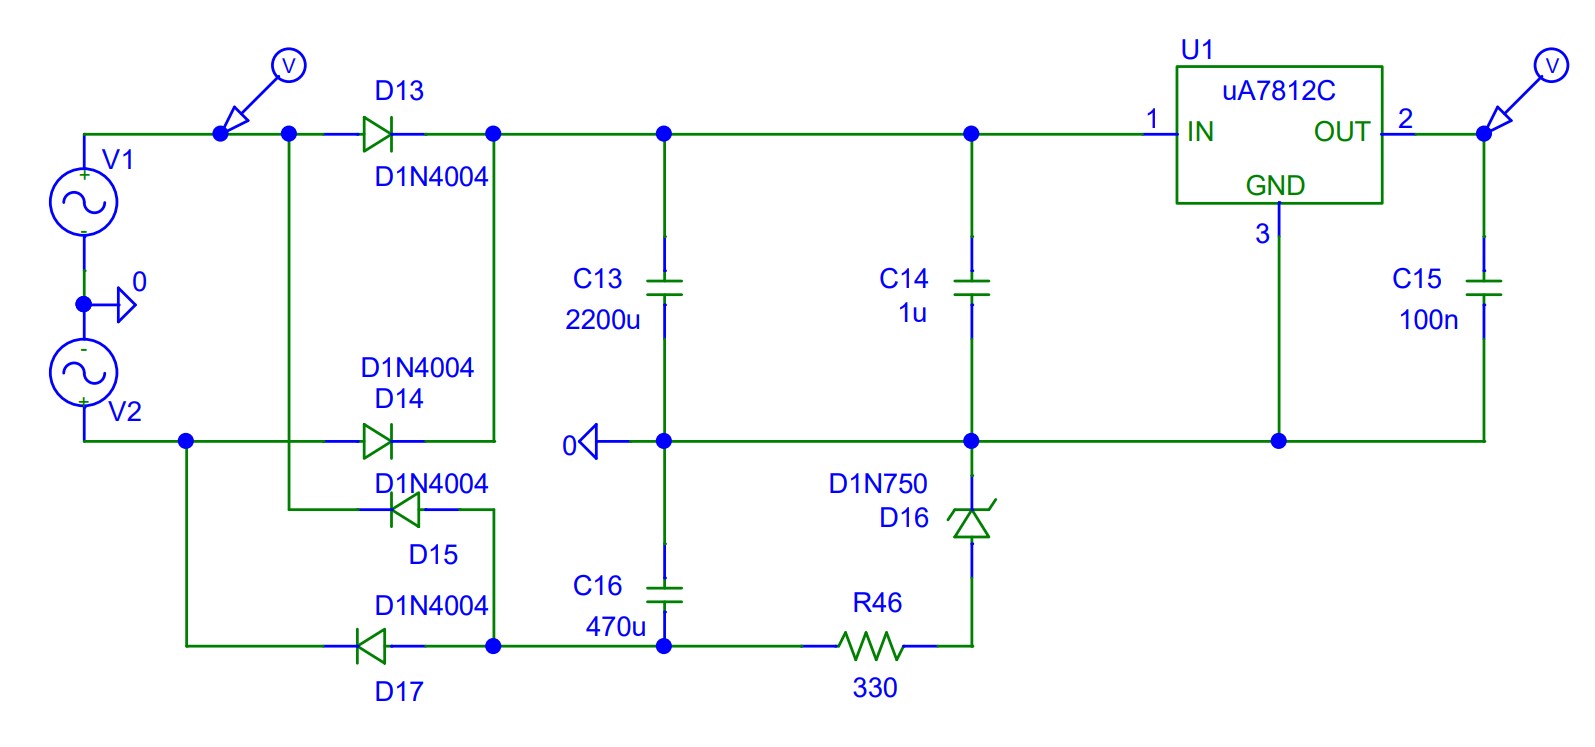 V
V
U1
D13
uA7812C
1
IN
OUT
2
V1
+
D1N4004
GND
-
3
0
C13
C14
C15
2200u
1u
100n
-
D1N4004
D14
+
V2
0
D1N4004
D1N750
D16
D15
C16
D1N4004
R46
470u
330
D17